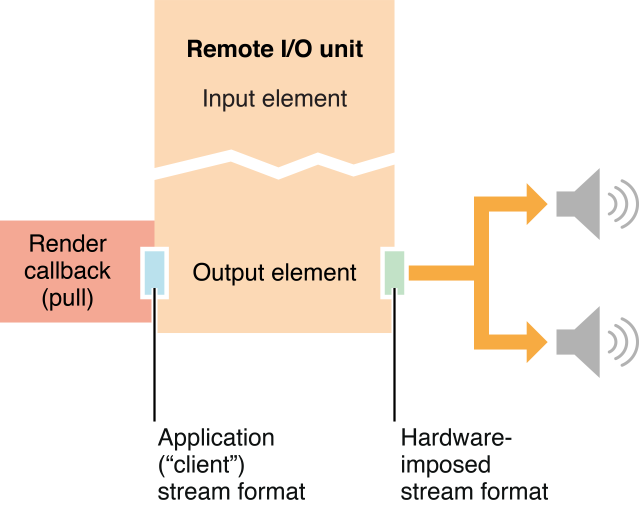 Remote I/O unit
Input element
Render
callback
(pull)
Output element
Application
(“client”)
stream format
Hardware-
imposed
stream format